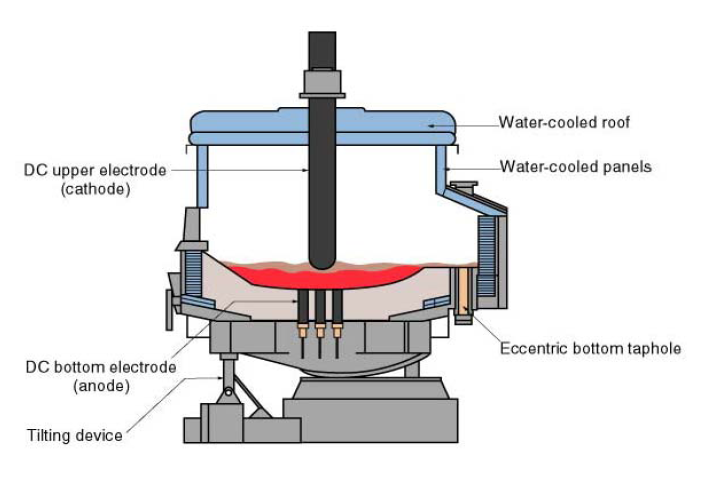 Water-cooled roof
Water-cooled panels
DC upper electrode
(cathode)
Eccentric bottom taphole
DC bottom electrode
(anode)
Tilting device